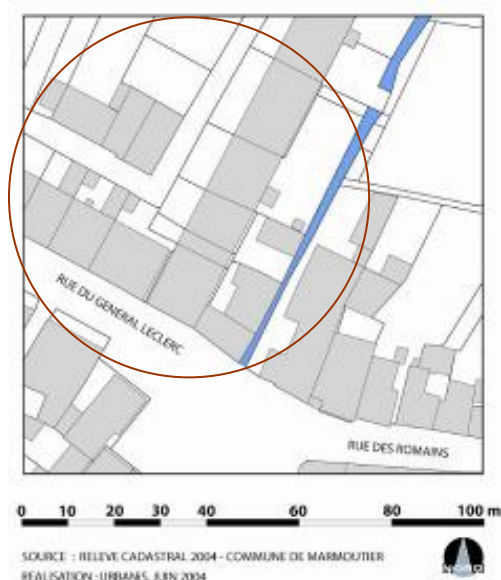 RUE DU GENERAL LECLERC
RUE DES ROMAINS
0 10 20 30 40 60 80 100 m
SOURCE : RELEVE CADASTRAL 2004 - COMMUNE DE MARMOUTIER
NORD
REALISATION : URBANIS, JUIN 2004